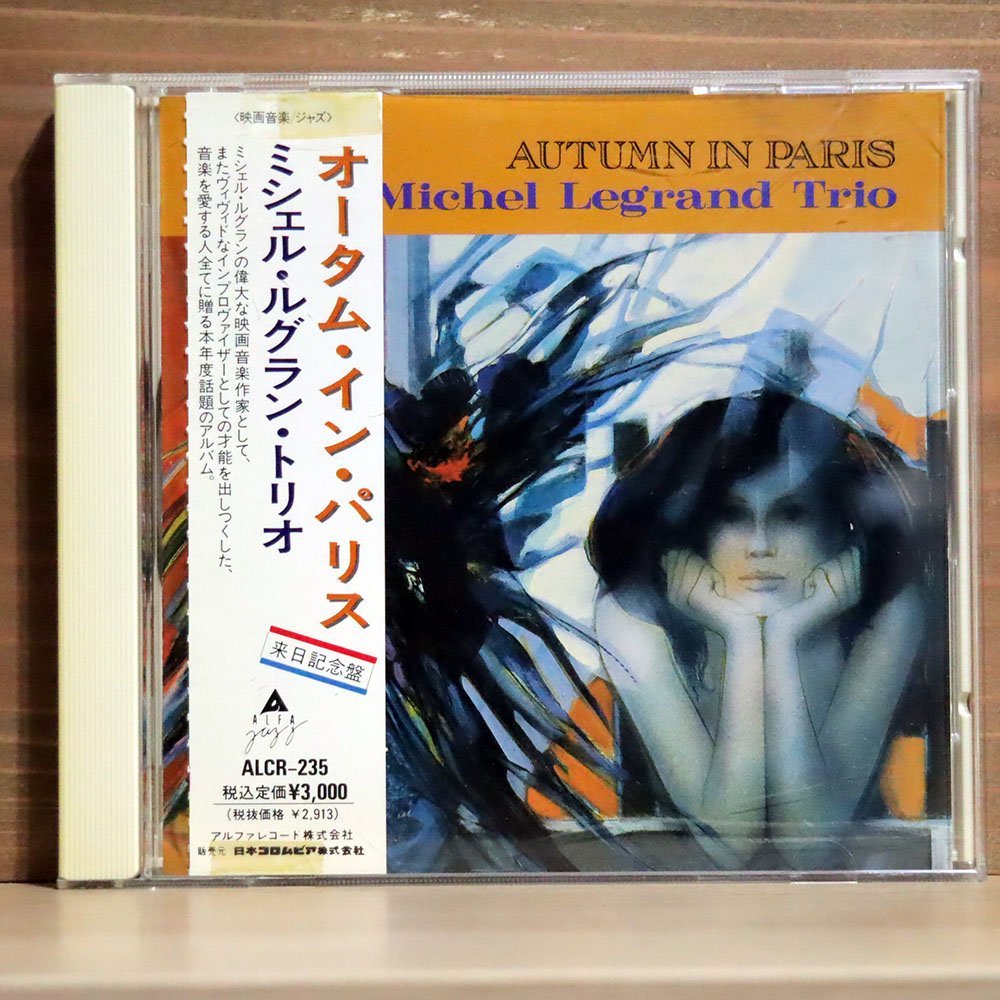 AUTUMN IN PARIS
Michel Legrand Trio
〈映画音楽/ジャズ〉
オータム・イン・パリス
ミシェル・ルグラン・トリオ
ミシェル・ルグランの偉大な映画音楽作家として、
またヴィヴィドなインプロヴァイザーとしての才能を出しつくした、
音楽を愛する人全てに贈る本年度話題のアルバム。
来日記念盤
ALFA
jazz
ALCR-235
税込定価¥3,000
(税抜価格 ¥2,913)
アルファレコード株式会社
販売元 日本コロムビア株式会社